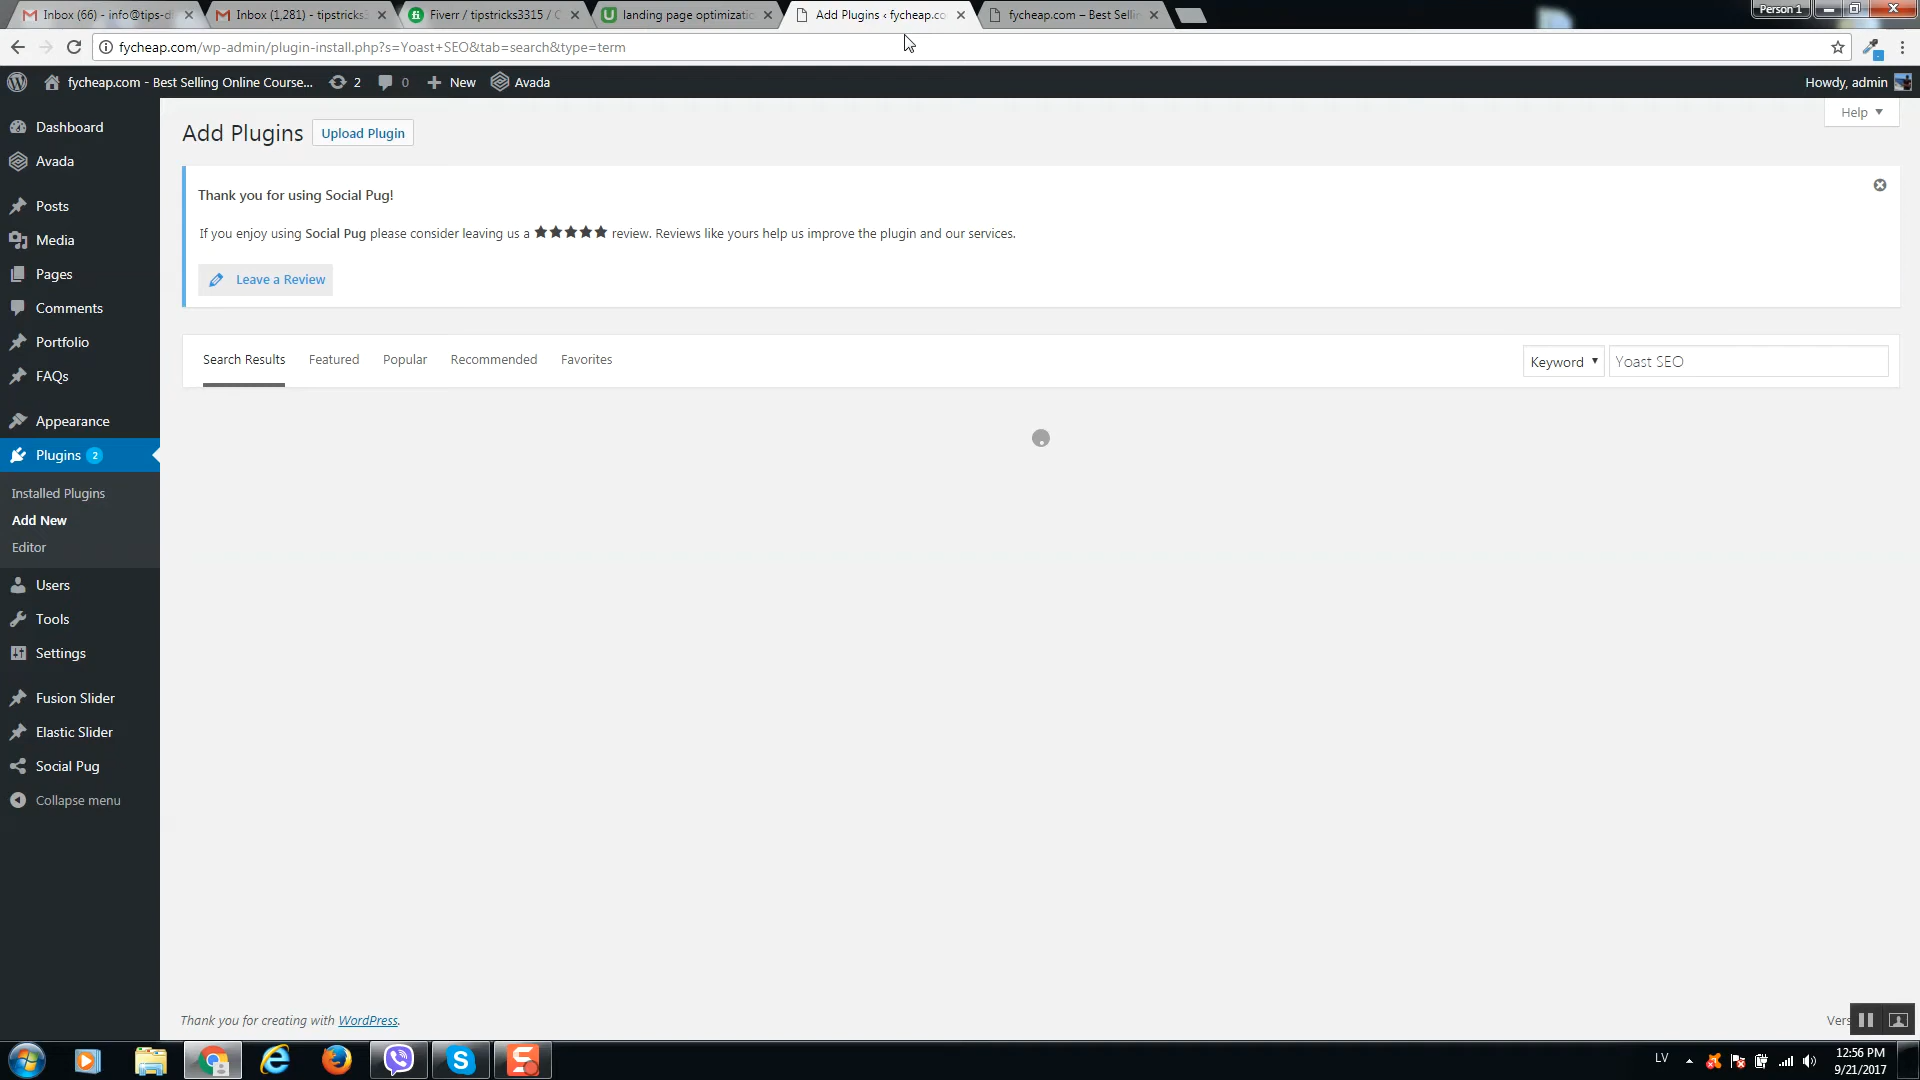 Inbox (66) - info@tips-d
Inbox (1,281) - tipstricks3
Fiverr / tipstricks3315 /
landing page optimizatio
Add Plugins ‹ fycheap.co
fycheap.com – Best Sellin
Person 1
fycheap.com/wp-admin/plugin-install.php?s=Yoast+SEO&tab=search&type=term
fycheap.com - Best Selling Online Course...
2
0
New
Avada
Howdy, admin
Dashboard
Avada
Posts
Media
Pages
Comments
Portfolio
FAQs
Appearance
Plugins 2
Installed Plugins
Add New
Editor
Users
Tools
Settings
Fusion Slider
Elastic Slider
Social Pug
Collapse menu
Help
Add Plugins
Upload Plugin
Thank you for using Social Pug!
If you enjoy using Social Pug please consider leaving us a ★★★★★ review. Reviews like yours help us improve the plugin and our services.
Leave a Review
Search Results
Featured
Popular
Recommended
Favorites
Keyword
Yoast SEO
Thank you for creating with WordPress.
Vers
LV
12:56 PM
9/21/2017